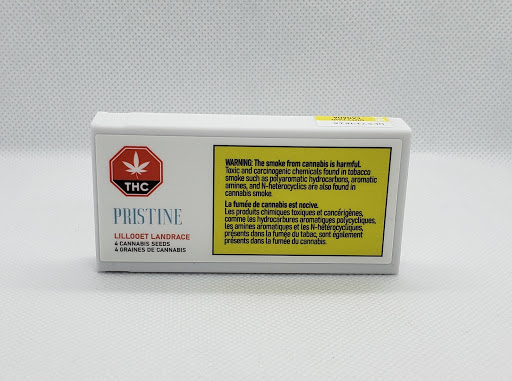 THC
PRISTINE
LILLOOET LANDRACE
4 CANNABIS SEEDS
4 GRAINES DE CANNABIS
WARNING: The smoke from cannabis is harmful.
Toxic and carcinogenic chemicals found in tobacco
smoke such as polyaromatic hydrocarbons, aromatic
amines, and N-heterocyclics are also found in
cannabis smoke.
La fumée de cannabis est nocive.
Les produits chimiques toxiques et cancérigènes,
comme les hydrocarbures aromatiques polycycliques,
les amines aromatiques et les N-hétérocycliques,
présents dans la fumée du tabac, sont également
présents dans la fumée du cannabis.